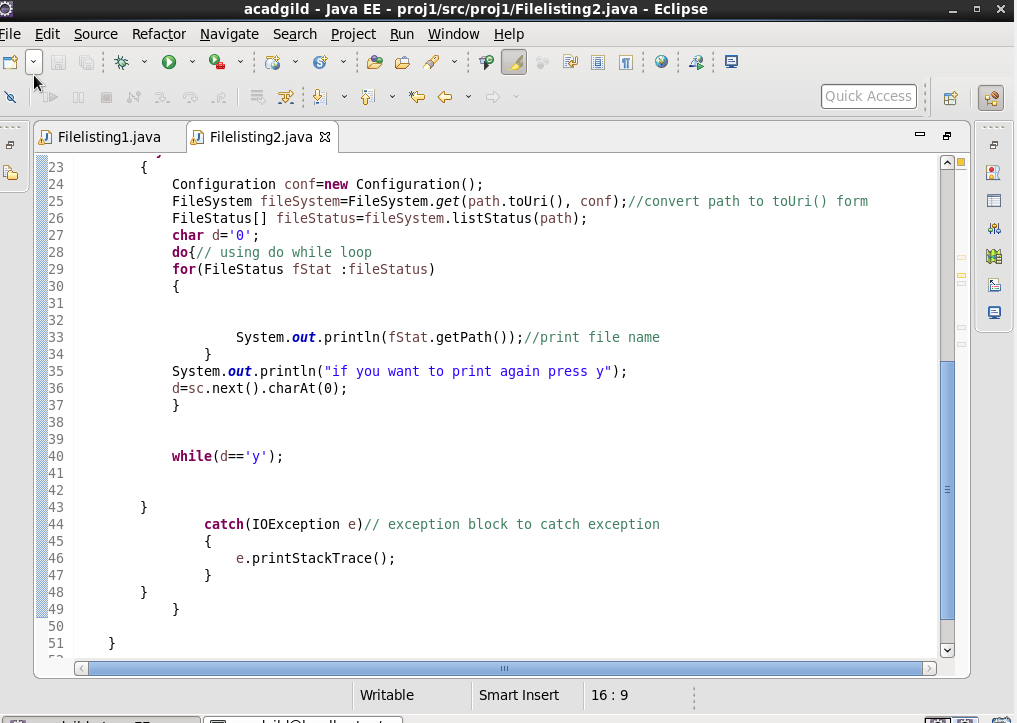 acadgild - Java EE - proj1/src/proj1/Filelisting2.java - Eclipse
File Edit Source Refactor Navigate Search Project Run Window Help
Quick Access
Filelisting1.java Filelisting2.java
23 {
24 Configuration conf=new Configuration();
25 FileSystem fileSystem=FileSystem.get(path.toUri(), conf);//convert path to toUri() form
26 FileStatus[] fileStatus=fileSystem.listStatus(path);
27 char d='0';
28 do{// using do while loop
29 for(FileStatus fStat :fileStatus)
30 {
31
32
33 System.out.println(fStat.getPath());//print file name
34 }
35 System.out.println("if you want to print again press y");
36 d=sc.next().charAt(0);
37 }
38
39
40 while(d=='y');
41
42
43 }
44 catch(IOException e)// exception block to catch exception
45 {
46 e.printStackTrace();
47 }
48 }
49 }
50
51 }
Writable Smart Insert 16 : 9